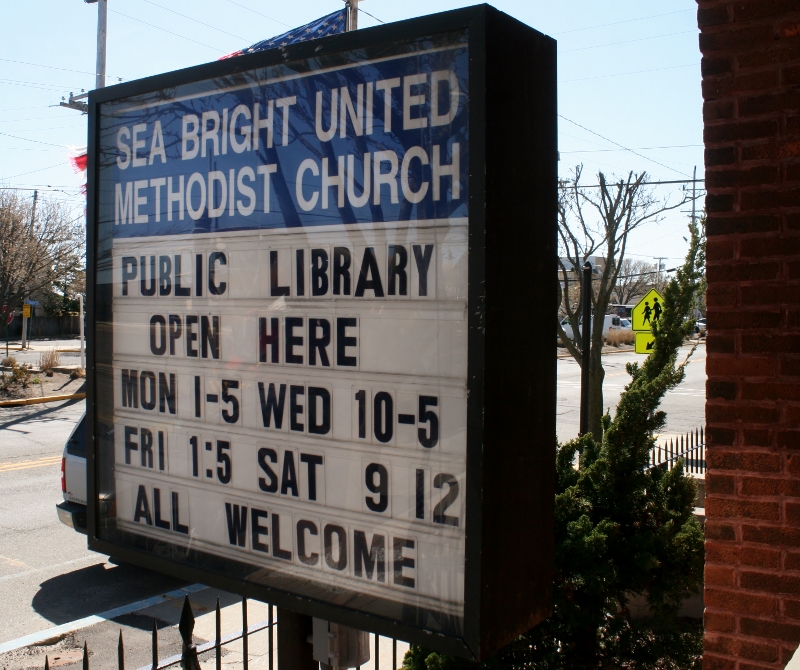 SEA BRIGHT UNITED
METHODIST CHURCH
PUBLIC LIBRARY
OPEN HERE
MON 1-5 WED 10-5
FRI 1:5 SAT 9 12
ALL WELCOME